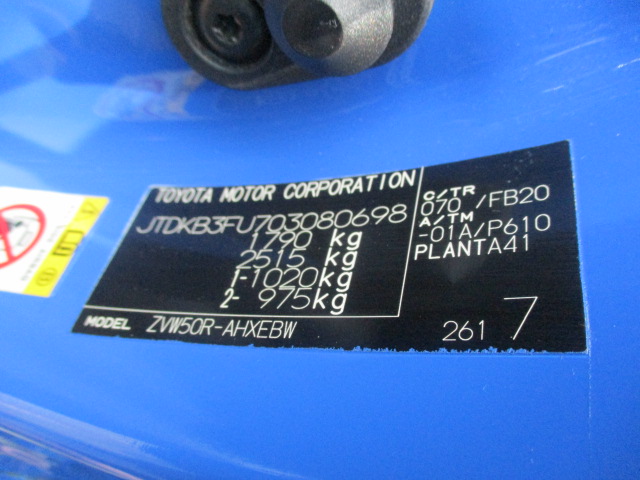 TOYOTA MOTOR CORPORATION
JTDKB3FU703080698
1790 kg
2515 kg
1-1020kg
2- 975kg
MODEL ZVW50R-AHXEBW
C/TR
070 /FB20
A/TM
-01A/P610
PLANTA41
261 7